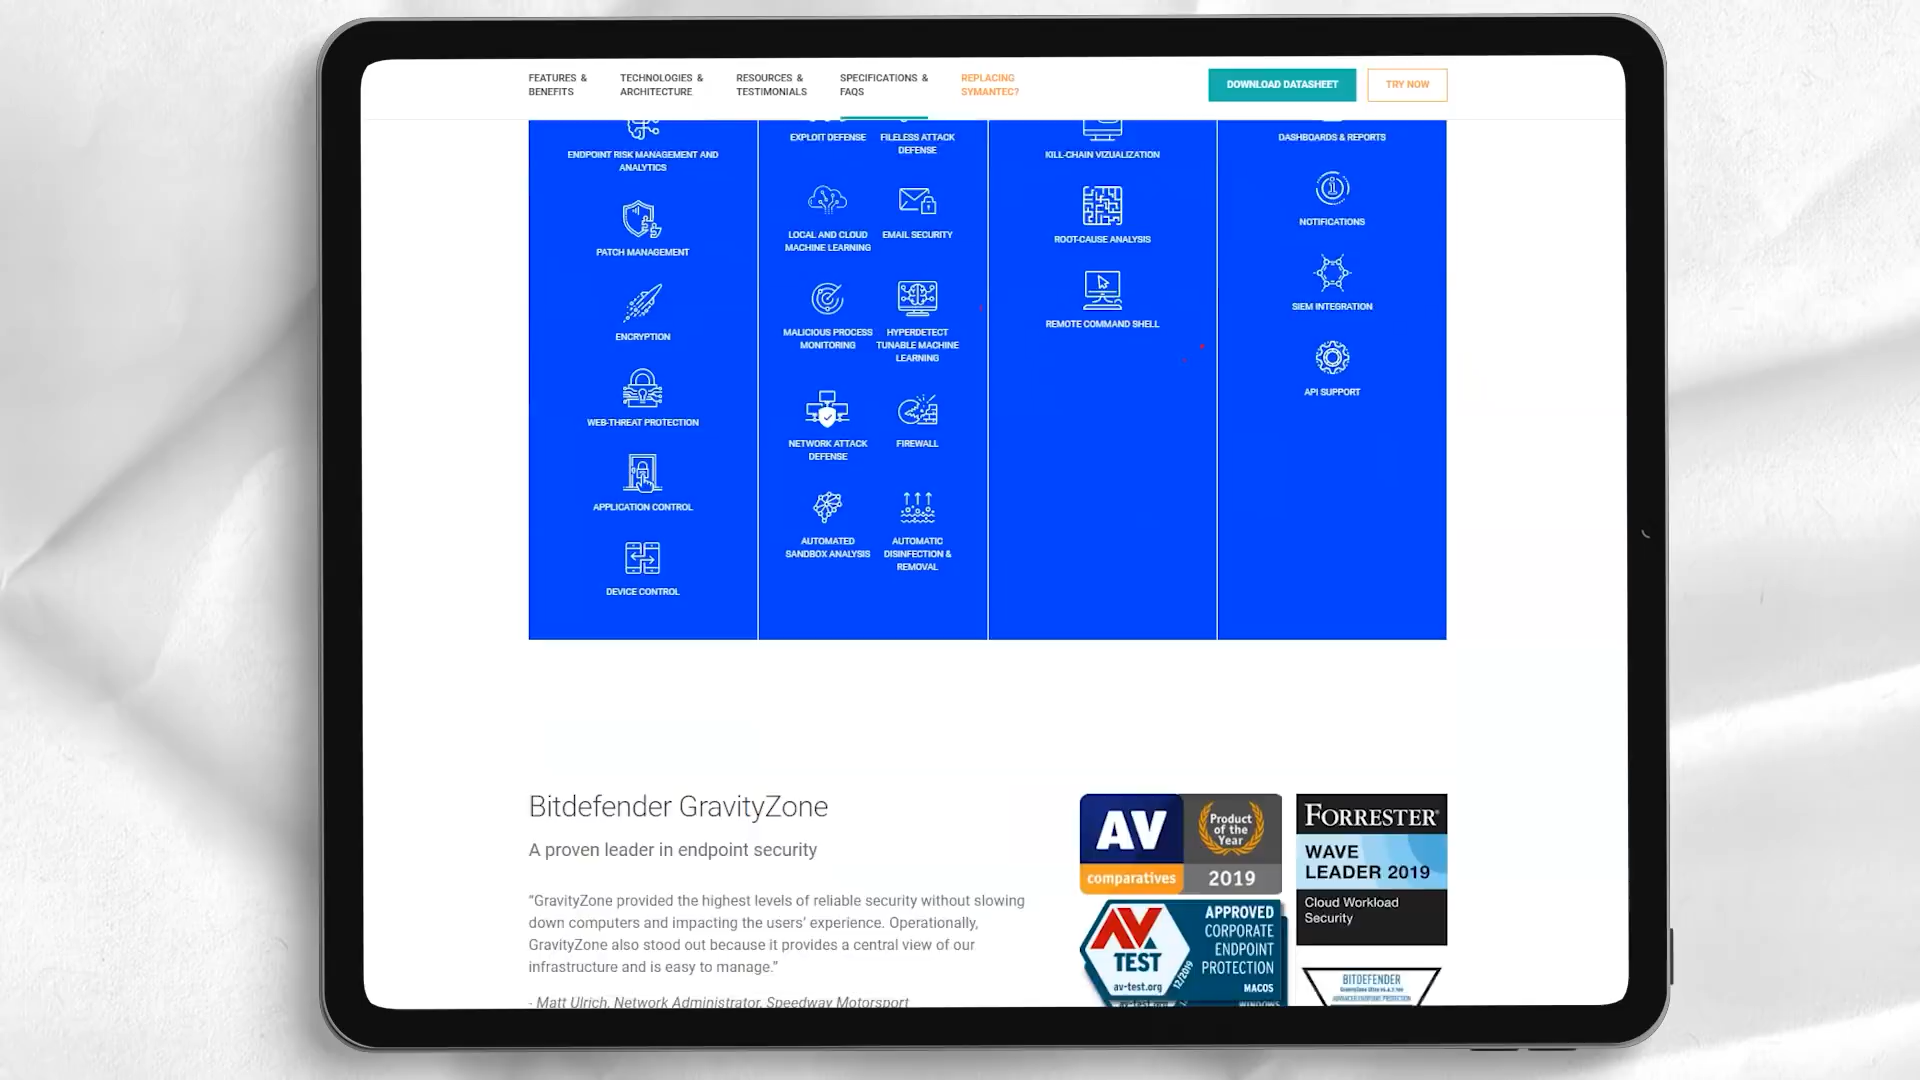 FEATURES &
BENEFITS
TECHNOLOGIES &
ARCHITECTURE
RESOURCES &
TESTIMONIALS
SPECIFICATIONS &
FAQS
REPLACING
SYMANTEC?
DOWNLOAD DATASHEET
TRY NOW
ENDPOINT RISK MANAGEMENT AND
ANALYTICS
PATCH MANAGEMENT
ENCRYPTION
WEB-THREAT PROTECTION
APPLICATION CONTROL
DEVICE CONTROL
EXPLOIT DEFENSE
FILELESS ATTACK
DEFENSE
LOCAL AND CLOUD
MACHINE LEARNING
EMAIL SECURITY
MALICIOUS PROCESS
MONITORING
HYPERDETECT
TUNABLE MACHINE
LEARNING
NETWORK ATTACK
DEFENSE
FIREWALL
AUTOMATED
SANDBOX ANALYSIS
AUTOMATIC
DISINFECTION &
REMOVAL
KILL-CHAIN VIZUALIZATION
ROOT-CAUSE ANALYSIS
REMOTE COMMAND SHELL
DASHBOARDS & REPORTS
NOTIFICATIONS
SIEM INTEGRATION
API SUPPORT
Bitdefender GravityZone
A proven leader in endpoint security
"GravityZone provided the highest levels of reliable security without slowing
down computers and impacting the users' experience. Operationally,
GravityZone also stood out because it provides a central view of our
infrastructure and is easy to manage."
- Matt Ulrich, Network Administrator, Speedway Motorsport
AV
comparatives
Product
of the
Year
2019
AV
TEST
av-test.org
12/2019
APPROVED
CORPORATE
ENDPOINT
PROTECTION
MACOS
WINDOWS
av-test.org
FORRESTER®
WAVE
LEADER 2019
Cloud Workload
Security
BITDEFENDER